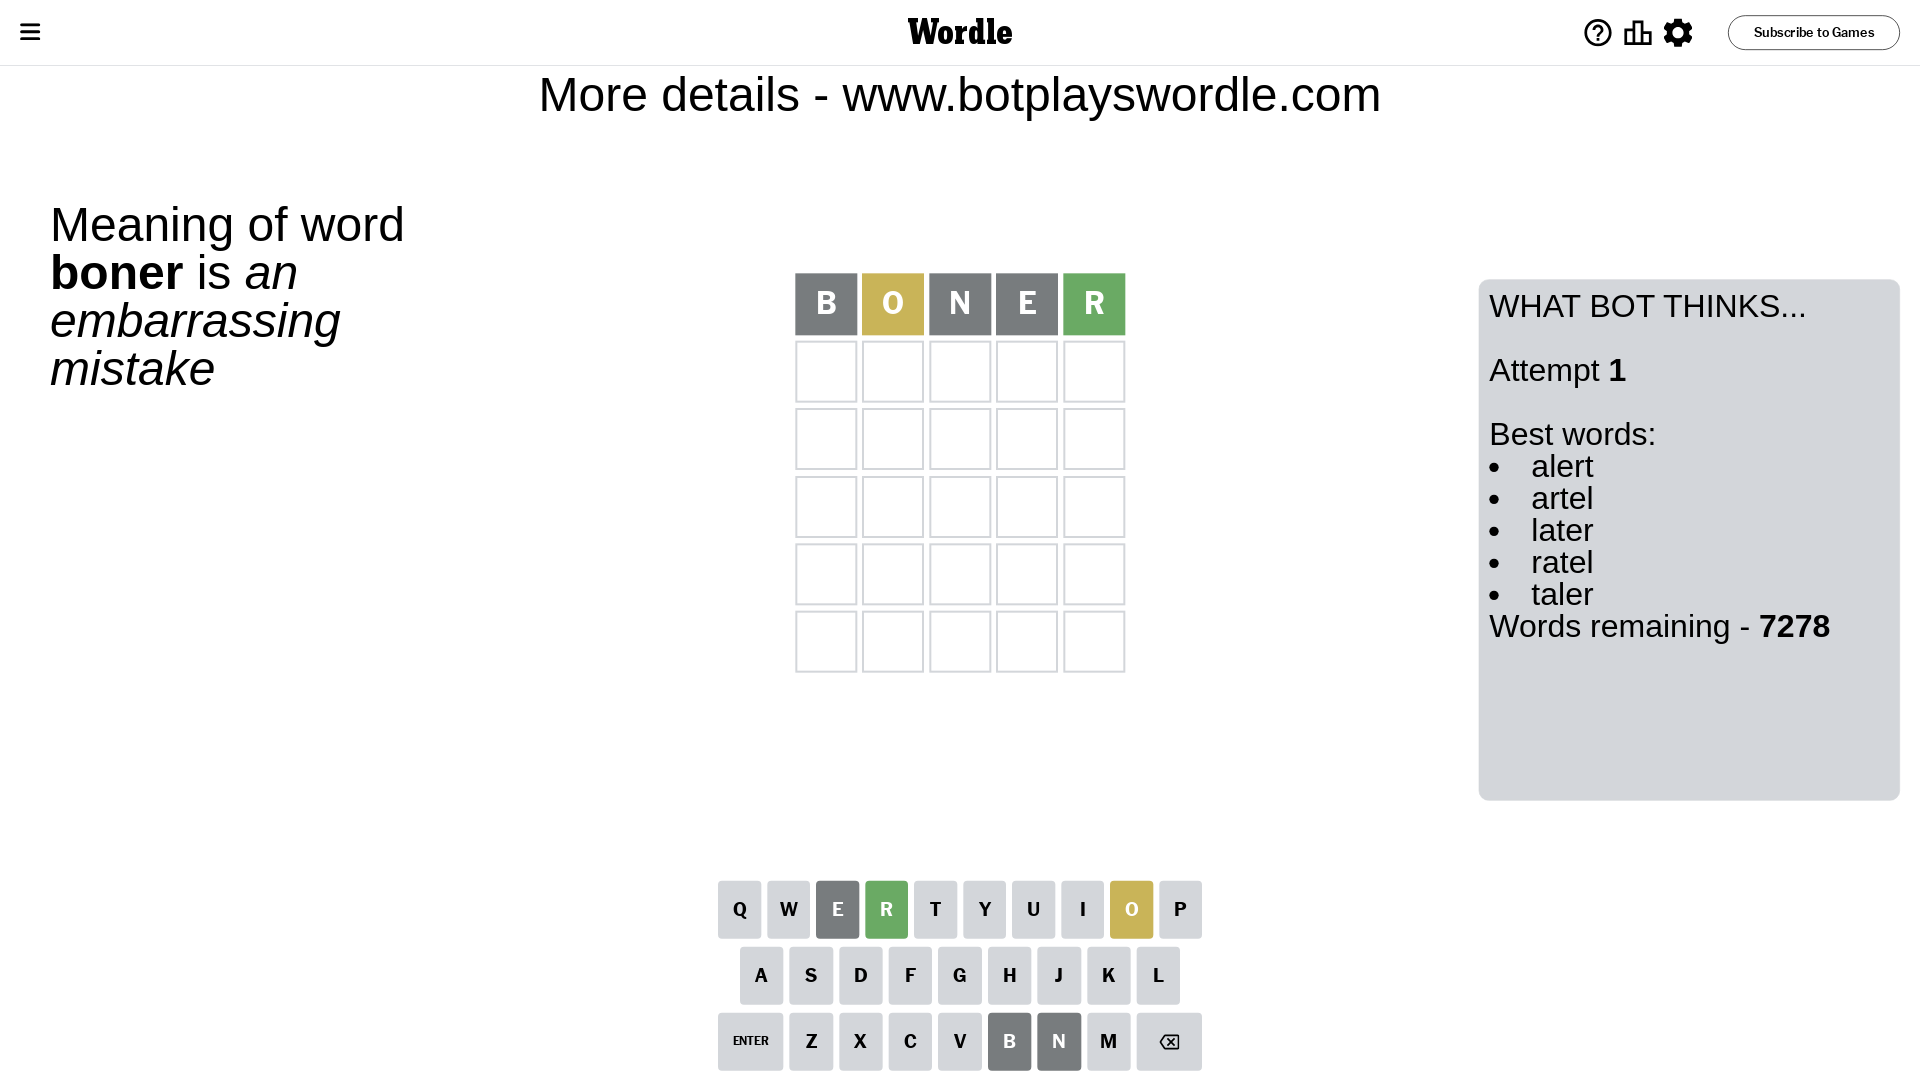 Wordle
Subscribe to Games
More details - www.botplayswordle.com
Meaning of word
boner is an
embarrassing
mistake
B O N E R
WHAT BOT THINKS...
Attempt 1
Best words:
• alert
• artel
• later
• ratel
• taler
Words remaining - 7278
Q W E R T Y U I O P
A S D F G H J K L
ENTER Z X C V B N M